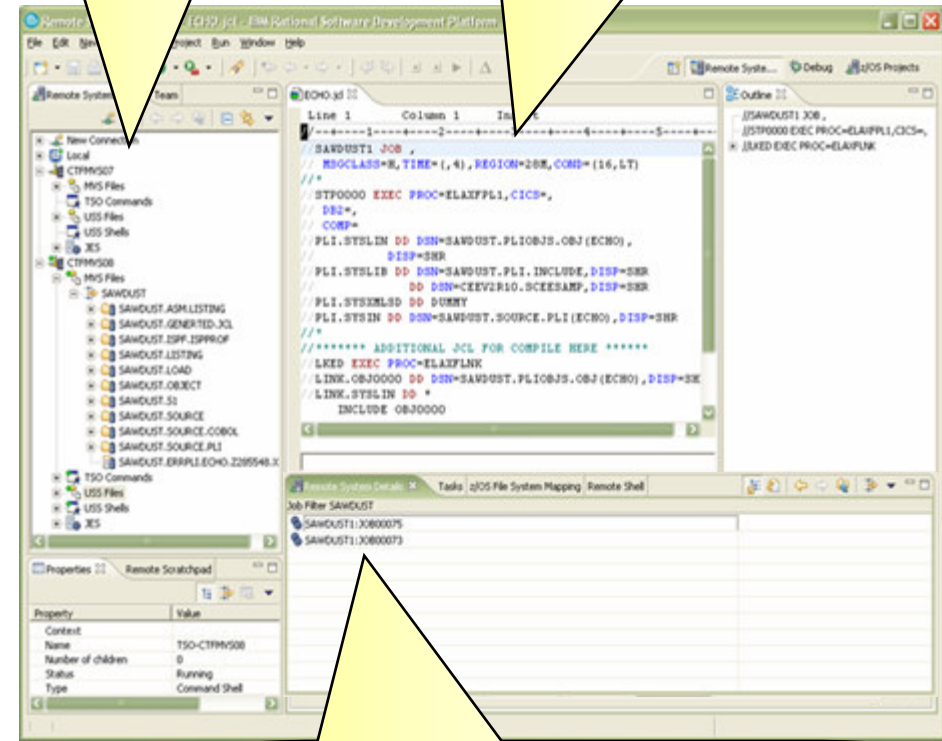 Remote ECHO.jcl - IBM Rational Software Development Platform
File Edit Project Run Window Help
Remote Syste... Debug z/OS Projects
Remote System Team
New Connection
Local
CTFMVS07
MVS Files
TSO Commands
USS Files
USS Shells
JES
CTFMVS08
MVS Files
SAWDUST
SAWDUST.ASM.LISTING
SAWDUST.GENERTED.JCL
SAWDUST.ISPF.ISPPROF
SAWDUST.LISTING
SAWDUST.LOAD
SAWDUST.OBJECT
SAWDUST.S1
SAWDUST.SOURCE
SAWDUST.SOURCE.COBOL
SAWDUST.SOURCE.PLI
SAWDUST.ERRPLI.ECHO.Z285548.X
TSO Commands
USS Files
USS Shells
JES
Properties Remote Scratchpad
Property Value
Context
Name TSO-CTFMVS08
Number of children 0
Status Running
Type Command Shell
ECHO.jcl
Line 1 Column 1
//--+----1----+----2----+----+----4----+----5----+--
//SAWDUST1 JOB ,
// MSGCLASS=H,TIME=(,4),REGION=28M,COND=(16,LT)
//*
//STP0000 EXEC PROC=ELAXFPL1,CICS=,
// DB2=,
// COMP=
//PLI.SYSLIN DD DSN=SAWDUST.PLIOBJS.OBJ(ECHO),
// DISP=SHR
//PLI.SYSLIB DD DSN=SAWDUST.PLI.INCLUDE,DISP=SHR
// DD DSN=CEEV2R10.SCEESAMP,DISP=SHR
//PLI.SYSXMLSD DD DUMMY
//PLI.SYSIN DD DSN=SAWDUST.SOURCE.PLI(ECHO),DISP=SHR
//*
//******* ADDITIONAL JCL FOR COMPILE HERE ******
//LKED EXEC PROC=ELAXFLNK
//LINK.OBJ0000 DD DSN=SAWDUST.PLIOBJS.OBJ(ECHO),DISP=SH
//LINK.SYSLIN DD *
INCLUDE OBJ0000
Outline
//SAWDUST1 JOB ,
//STP0000 EXEC PROC=ELAXFPL1,CICS=,
//LKED EXEC PROC=ELAXFLNK
Remote System Details Tasks z/OS File System Mapping Remote Shell
Job Filter SAWDUST
SAWDUST1:JOB00075
SAWDUST1:JOB00073